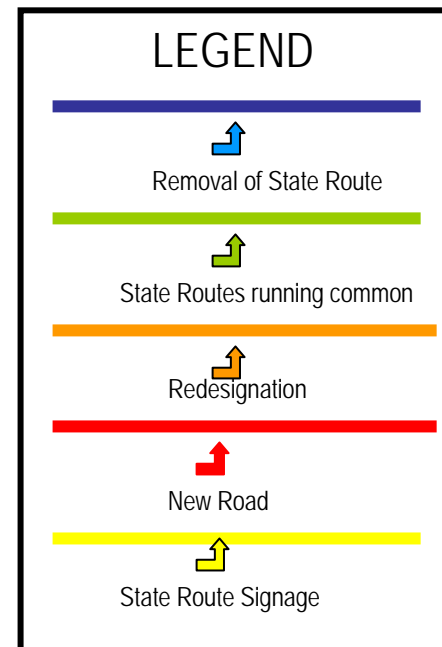 LEGEND
Removal of State Route
State Routes running common
Redesignation
New Road
State Route Signage